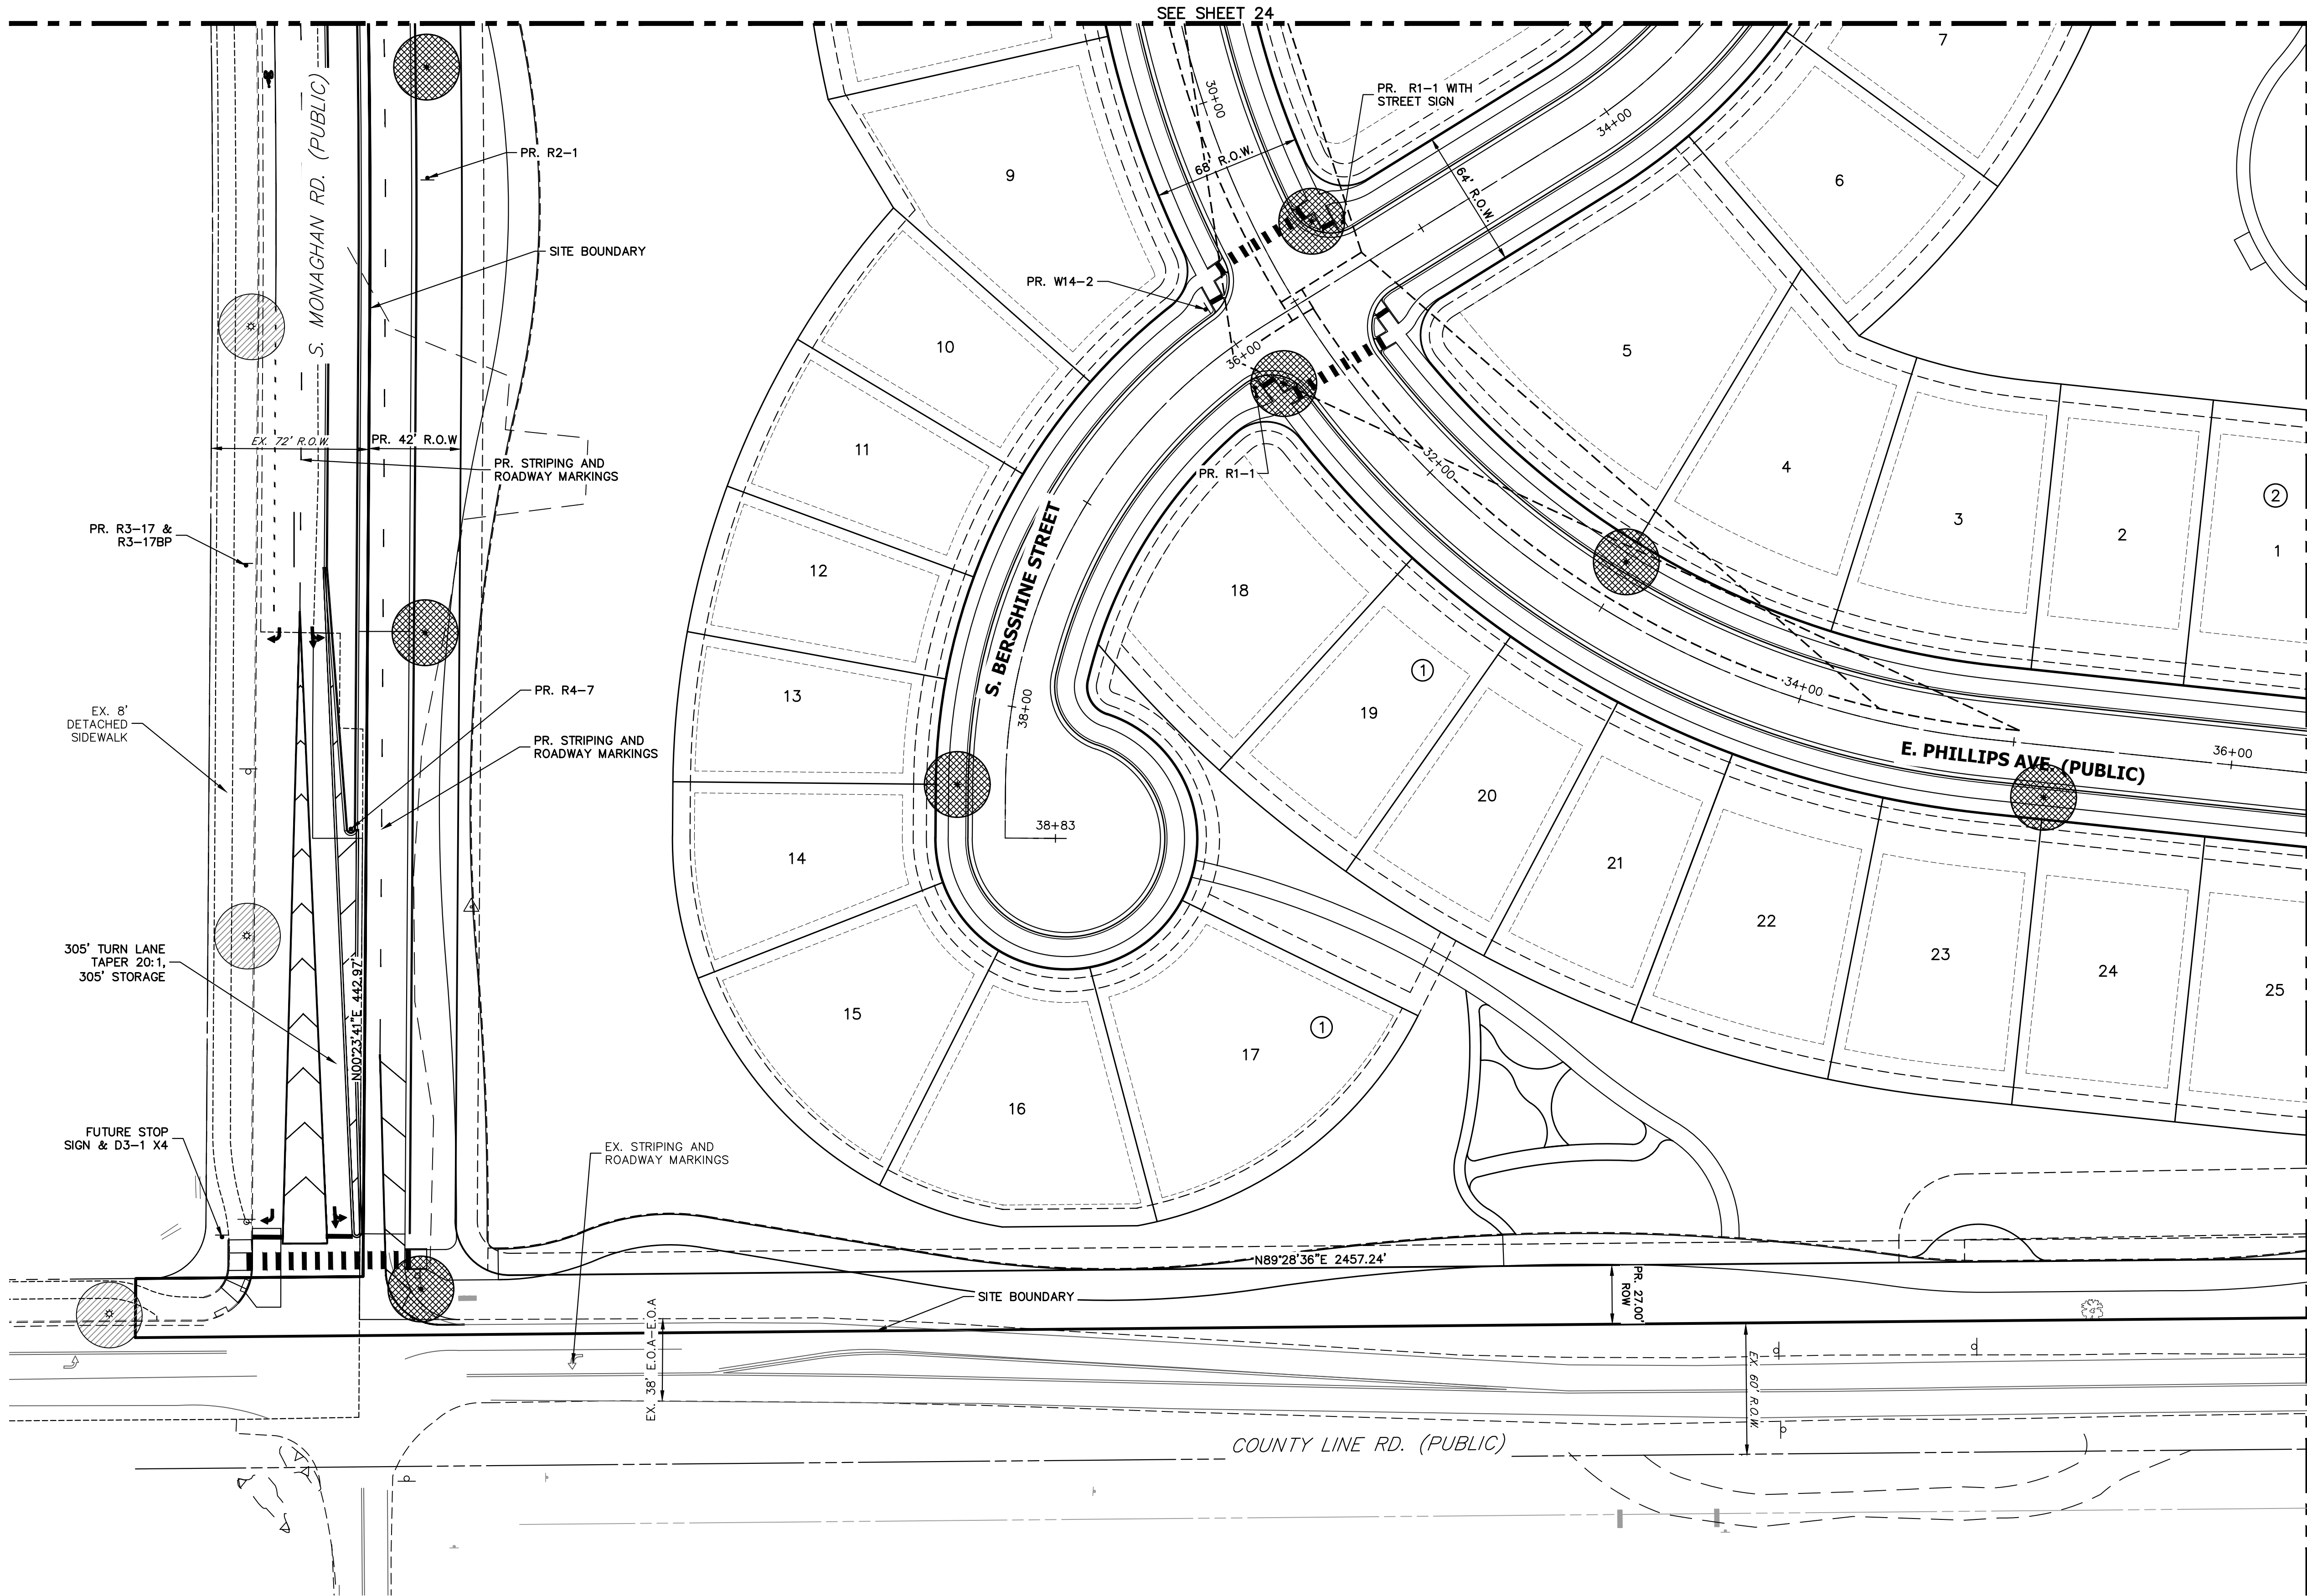 SEE SHEET 24
7
S. MONAGHAN RD. (PUBLIC)
30+00
PR. R1-1 WITH
STREET SIGN
34+00
PR. R2-1
68' R.O.W.
64' R.O.W.
9
6
SITE BOUNDARY
PR. W14-2
10
36+00
5
EX. 72' R.O.W.
PR. 42' R.O.W
11
PR. STRIPING AND
ROADWAY MARKINGS
PR. R1-1
32+00
4
3
2
2
1
PR. R3-17 &
R3-17BP
12
S. BERSSHINE STREET
18
1
13
38+00
19
34+00
PR. R4-7
EX. 8'
DETACHED
SIDEWALK
PR. STRIPING AND
ROADWAY MARKINGS
E. PHILLIPS AVE. (PUBLIC)
36+00
20
38+83
14
21
22
23
24
25
305' TURN LANE
TAPER 20:1,
305' STORAGE
N00°23'41"E 442.97'
15
1
17
16
FUTURE STOP
SIGN & D3-1 X4
EX. STRIPING AND
ROADWAY MARKINGS
N89°28'36"E 2457.24'
PR. 27.00'
ROW
SITE BOUNDARY
EX. 38' E.O.A-E.O.A
EX. 60' R.O.W.
COUNTY LINE RD. (PUBLIC)